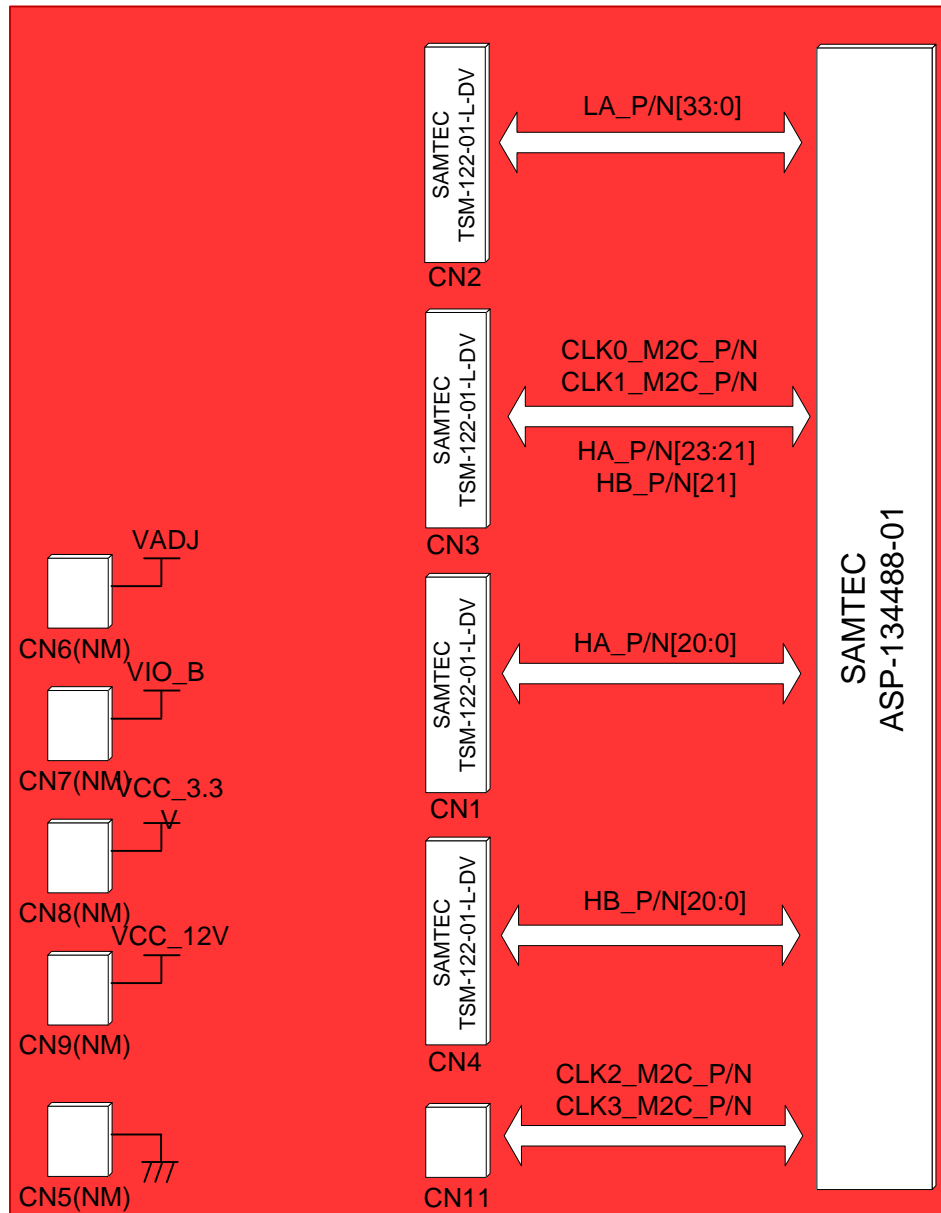 SAMTEC
TSM-122-01-L-DV
CN2
LA_P/N[33:0]
SAMTEC
TSM-122-01-L-DV
CN3
CLK0_M2C_P/N
CLK1_M2C_P/N
HA_P/N[23:21]
HB_P/N[21]
VADJ
CN6(NM)
VIO_B
CN7(NM)
VCC_3.3
V
CN8(NM)
VCC_12V
CN9(NM)
CN5(NM)
SAMTEC
TSM-122-01-L-DV
CN1
HA_P/N[20:0]
SAMTEC
TSM-122-01-L-DV
CN4
HB_P/N[20:0]
CLK2_M2C_P/N
CLK3_M2C_P/N
CN11
SAMTEC
ASP-134488-01